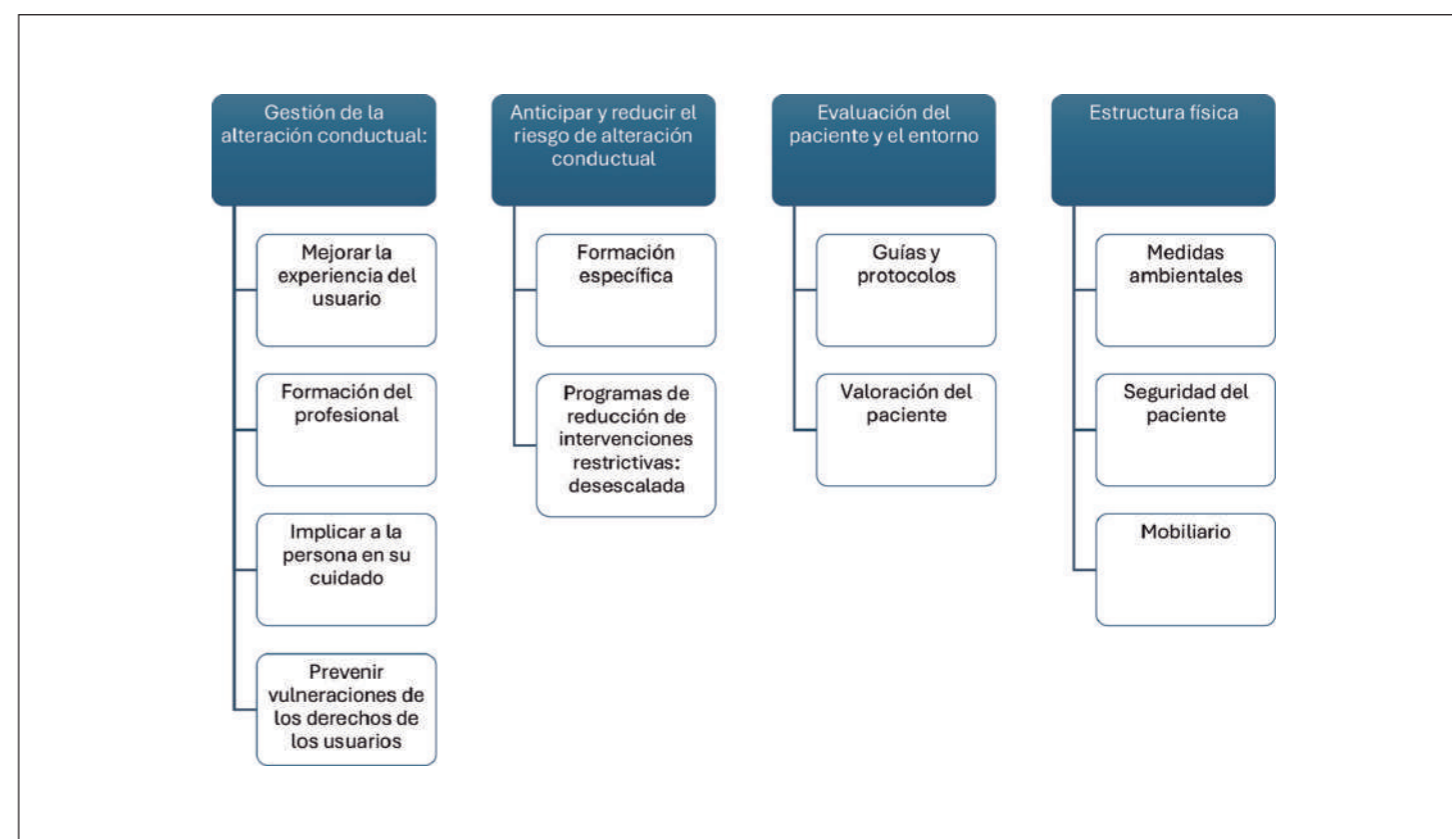 Gestión de la
alteración conductual:
Mejorar la
experiencia del
usuario
Formación del
profesional
Implicar a la
persona en su
cuidado
Prevenir
vulneraciones de
los derechos de
los usuarios
Anticipar y reducir el
riesgo de alteración
conductual
Formación
específica
Programas de
reducción de
intervenciones
restrictivas:
desescalada
Evaluación del
paciente y el entorno
Guías y
protocolos
Valoración del
paciente
Estructura física
Medidas
ambientales
Seguridad del
paciente
Mobiliario